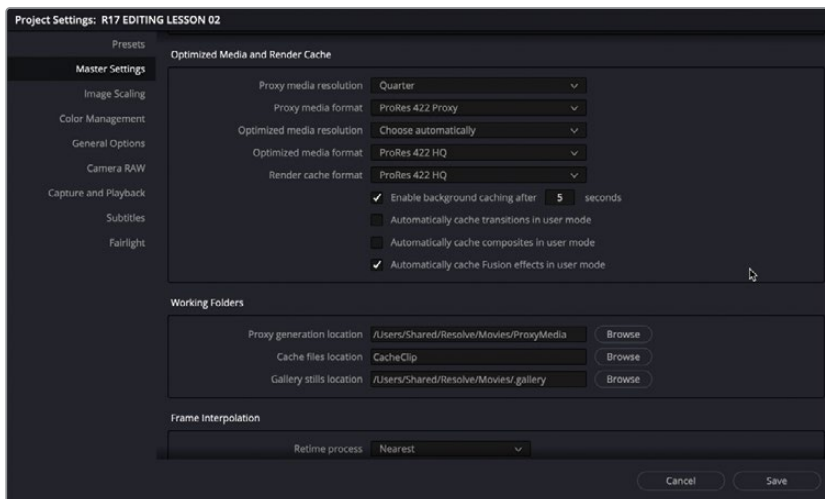 Project Settings: R17 EDITING LESSON 02
Presets
Master Settings
Image Scaling
Color Management
General Options
Camera RAW
Capture and Playback
Subtitles
Fairlight
Optimized Media and Render Cache
Proxy media resolution Quarter
Proxy media format ProRes 422 Proxy
Optimized media resolution Choose automatically
Optimized media format ProRes 422 HQ
Render cache format ProRes 422 HQ
Enable background caching after 5 seconds
Automatically cache transitions in user mode
Automatically cache composites in user mode
Automatically cache Fusion effects in user mode
Working Folders
Proxy generation location /Users/Shared/Resolve/Movies/ProxyMedia Browse
Cache files location CacheClip Browse
Gallery stills location /Users/Shared/Resolve/Movies/.gallery Browse
Frame Interpolation
Retime process Nearest
Cancel Save